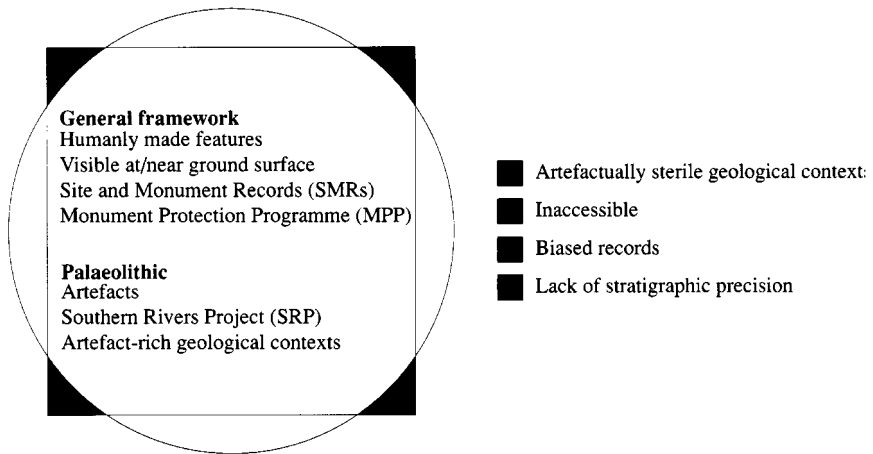 General framework
Humanly made features
Visible at/near ground surface
Site and Monument Records (SMRs)
Monument Protection Programme (MPP)
Palaeolithic
Artefacts
Southern Rivers Project (SRP)
Artefact-rich geological contexts
Artefactually sterile geological context
Inaccessible
Biased records
Lack of stratigraphic precision